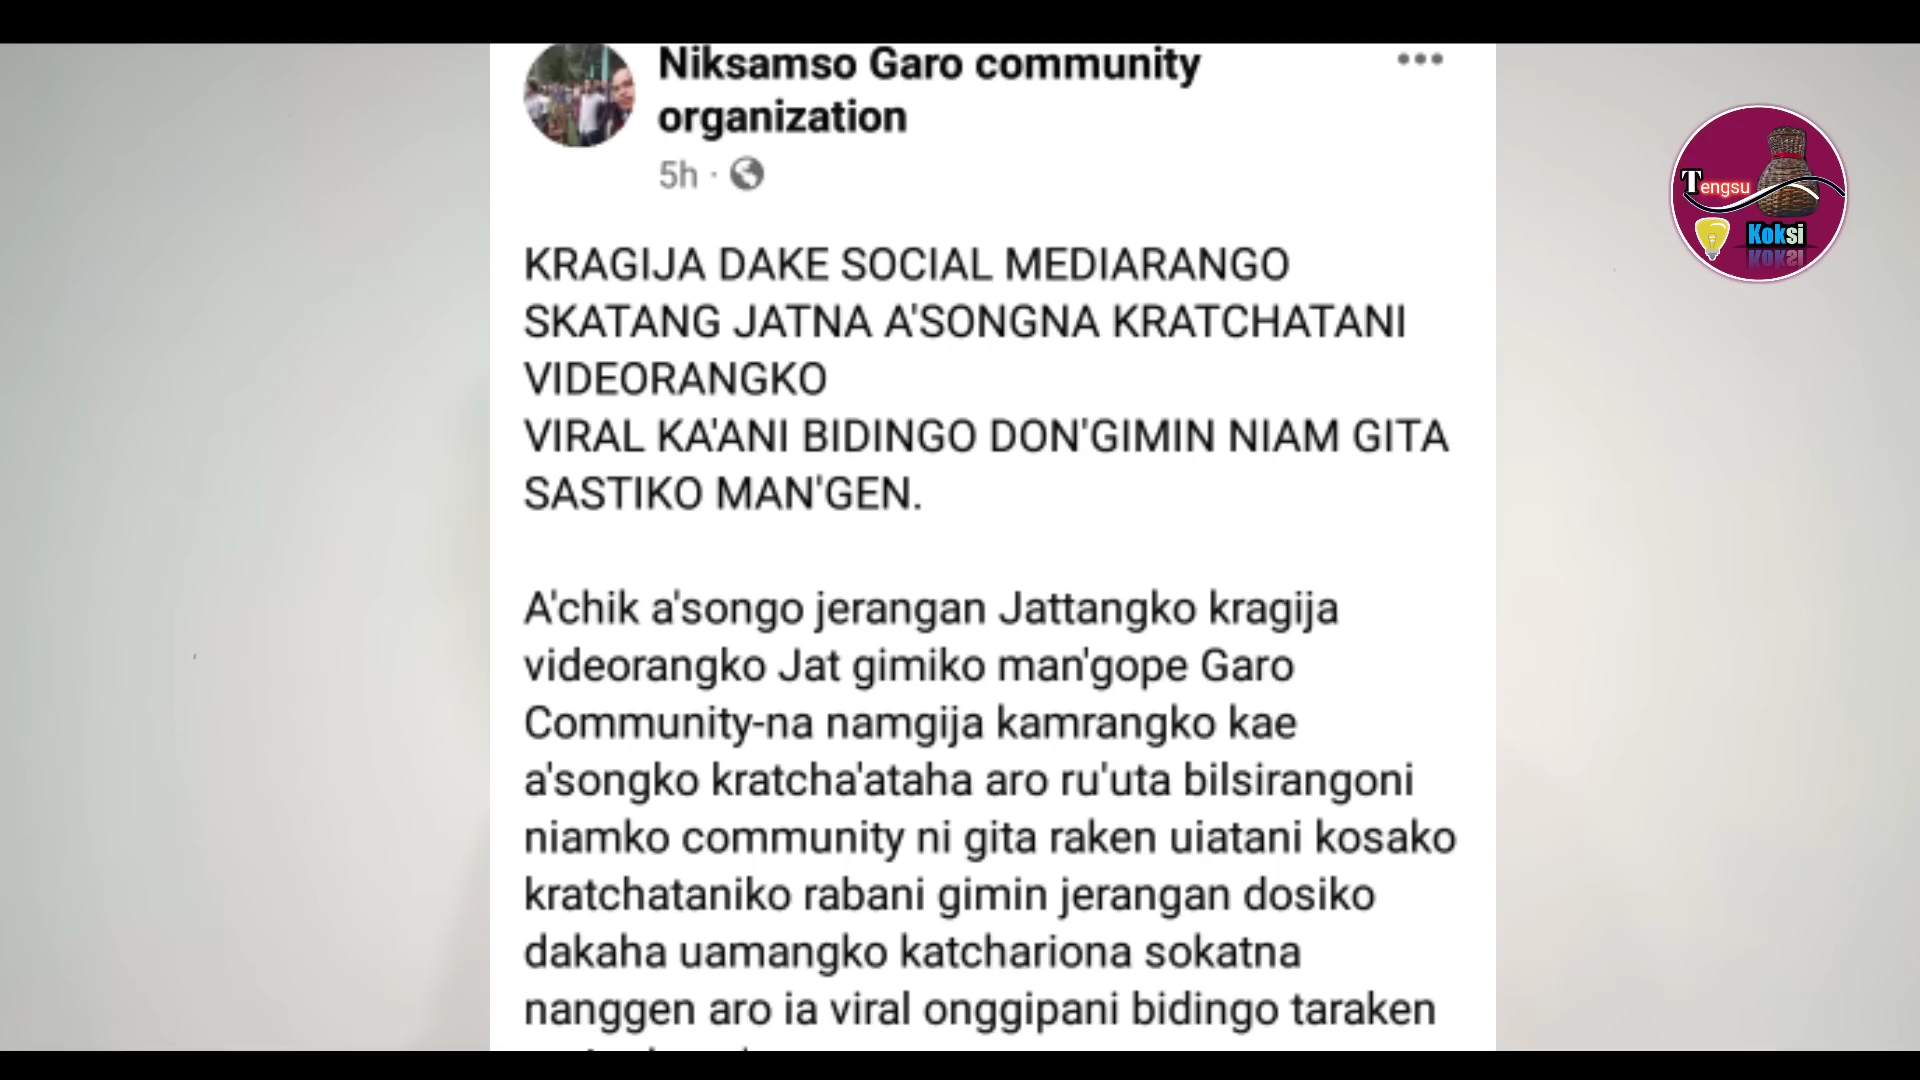 Niksamso Garo community
organization
5h ·
KRAGIJA DAKE SOCIAL MEDIARANGO
SKATANG JATNA A'SONGNA KRATCHATANI
VIDEORANGKO
VIRAL KA'ANI BIDINGO DON'GIMIN NIAM GITA
SASTIKO MAN'GEN.
A'chik a'songo jerangan Jattangko kragija
videorangko Jat gimiko man'gope Garo
Community-na namgija kamrangko kae
a'songko kratcha'ataha aro ru'uta bilsirangoni
niamko community ni gita raken uiatani kosako
kratchataniko rabani gimin jerangan dosiko
dakaha uamangko katchariona sokatna
nanggen aro ia viral onggipani bidingo taraken
Tengsu
Koksi